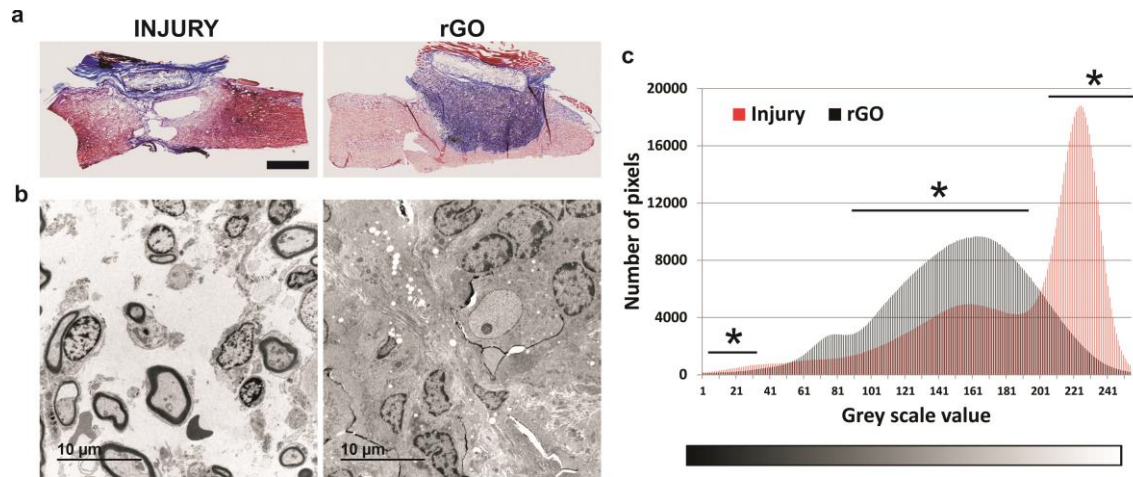 a
INJURY
rGO
b
10 µm
10 µm
c
Injury
rGO
*
*
*
Number of pixels
20000
16000
12000
8000
4000
0
1 21 41 61 81 101 121 141 161 181 201 221 241
Grey scale value